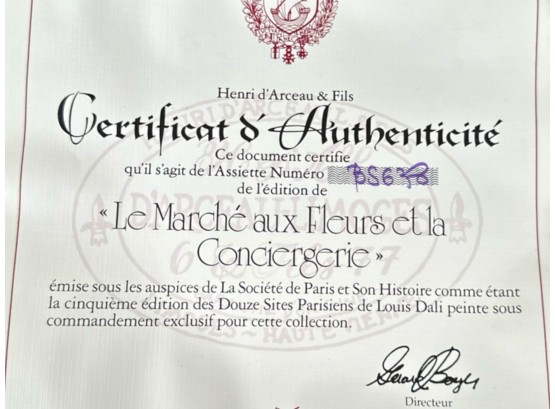 Henri d'Arceau & Fils
Certificat d'Authenticité
Ce document certifie
qu'il s'agit de l'Assiette Numéro BS638
de l'édition de
« Le Marché aux Fleurs et la
Conciergerie »
émise sous les auspices de La Société de Paris et Son Histoire comme étant
la cinquième édition des Douze Sites Parisiens de Louis Dali peinte sous
commandement exclusif pour cette collection.
Directeur